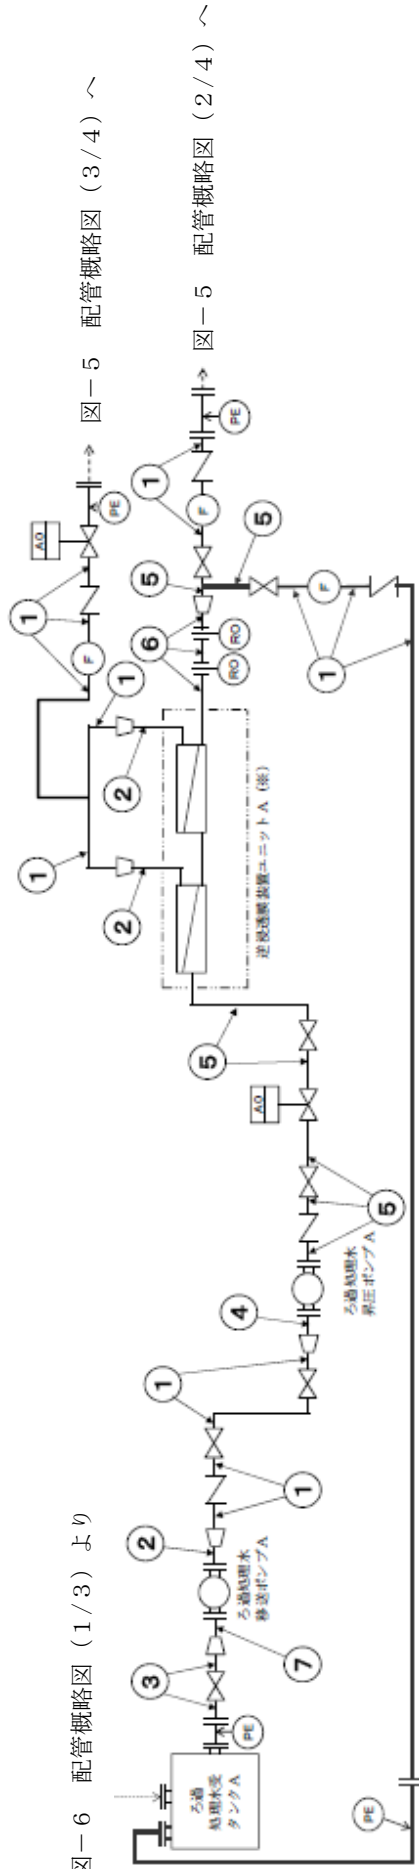 図－6 配管概略図（1/3）より
図－5 配管概略図（3/4）へ
図－5 配管概略図（2/4）へ
ろ過
処理水受
タンクA
PE
3
7
ろ過処理水
移送ポンプA
2
1
1
4
ろ過処理水
昇圧ポンプA
5
AO
5
逆浸透膜装置ユニットA（※）
2
2
1
1
F
1
AO
PE
6
RO
RO
5
5
F
1
PE
F
1
PE